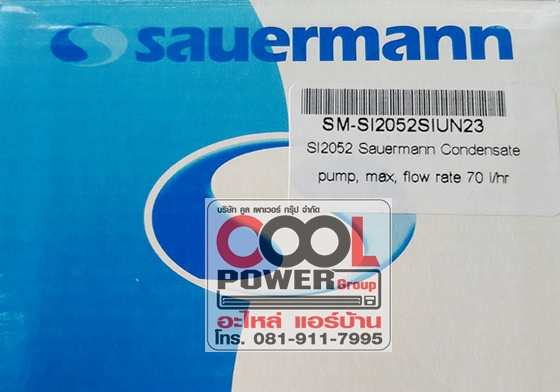 sauermann
SM-SI2052SIUN23
SI2052 Sauermann Condensate
pump, max, flow rate 70 l/hr
บริษัท คูล เพาเวอร์ กรุ๊ป จำกัด
COOL
POWER Group
อะไหล่ แอร์บ้าน
โทร. 081-911-7995